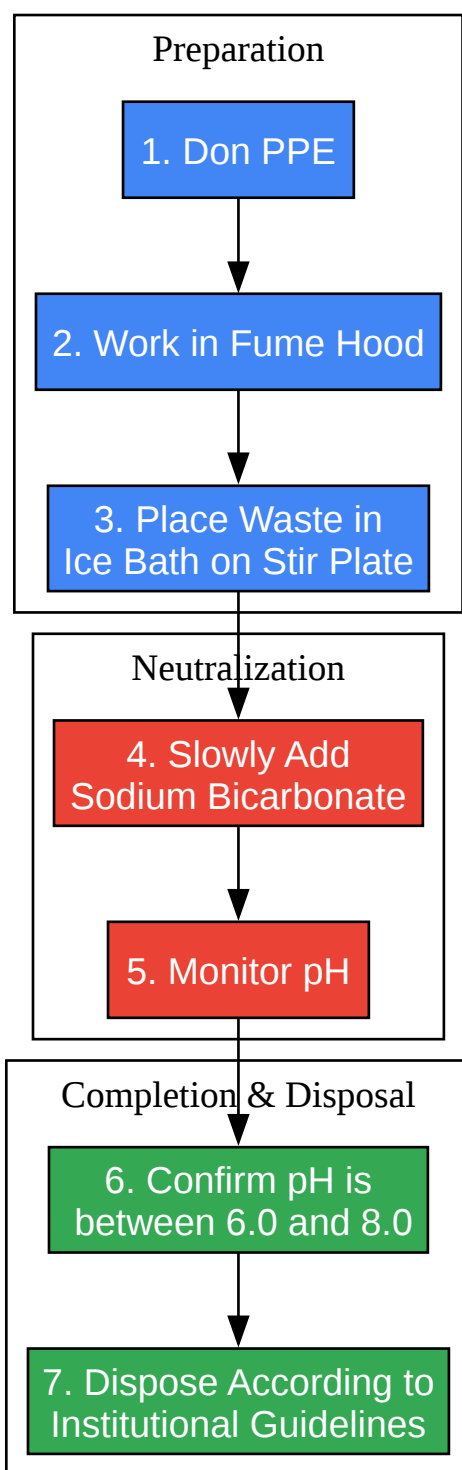 Preparation
1. Don PPE
2. Work in Fume Hood
3. Place Waste in
Ice Bath on Stir Plate
Neutralization
4. Slowly Add
Sodium Bicarbonate
5. Monitor pH
Completion & Disposal
6. Confirm pH is
between 6.0 and 8.0
7. Dispose According to
Institutional Guidelines